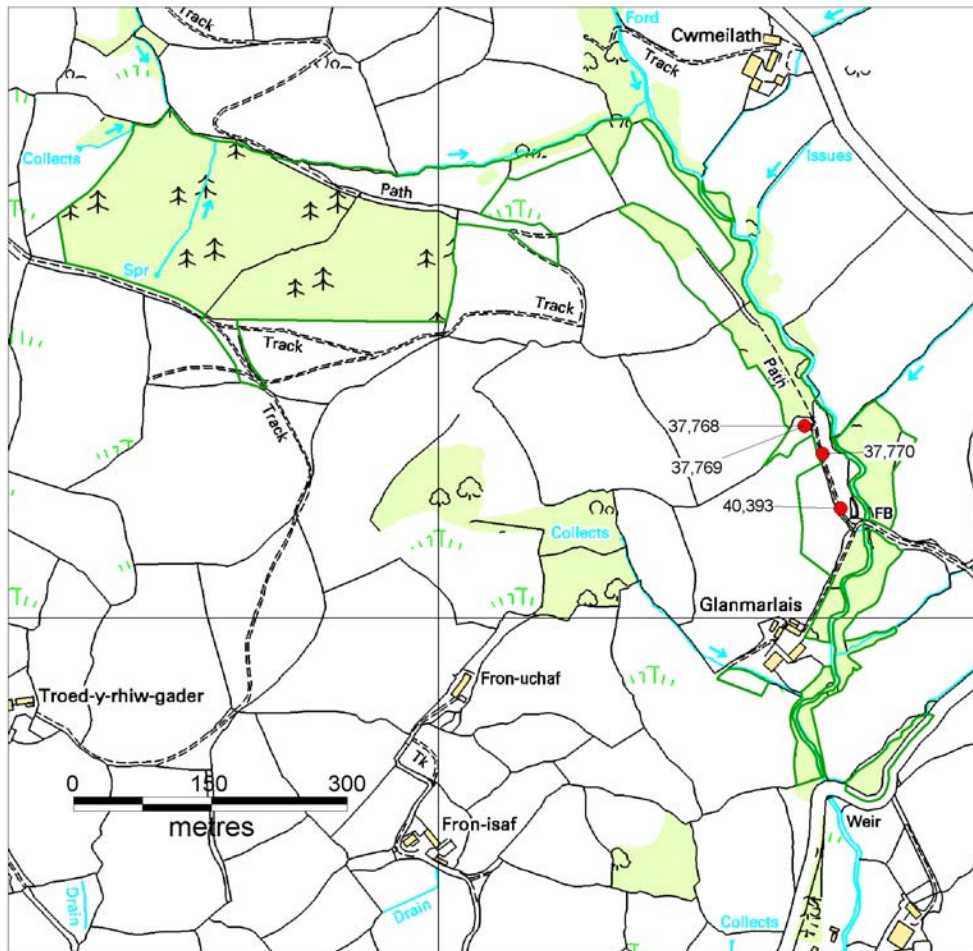 Track
Ford
Cwmeilath
Track
Collects
Issues
Path
Spr
Track
Track
Path
Track
37,768
37,769
37,770
40,393
FB
Collects
Glanmarlais
Troed-y-rhiw-gader
Fron-uchaf
Tk
0 150 300
metres
Fron-isaf
Weir
Drain
Drain
Collects